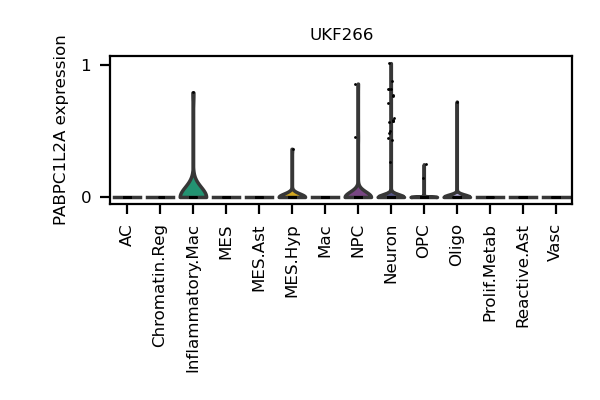 UKF266
PABPC1L2A expression
1
0
AC
Chromatin.Reg
Inflammatory.Mac
MES
MES.Ast
MES.Hyp
Mac
NPC
Neuron
OPC
Oligo
Prolif.Metab
Reactive.Ast
Vasc